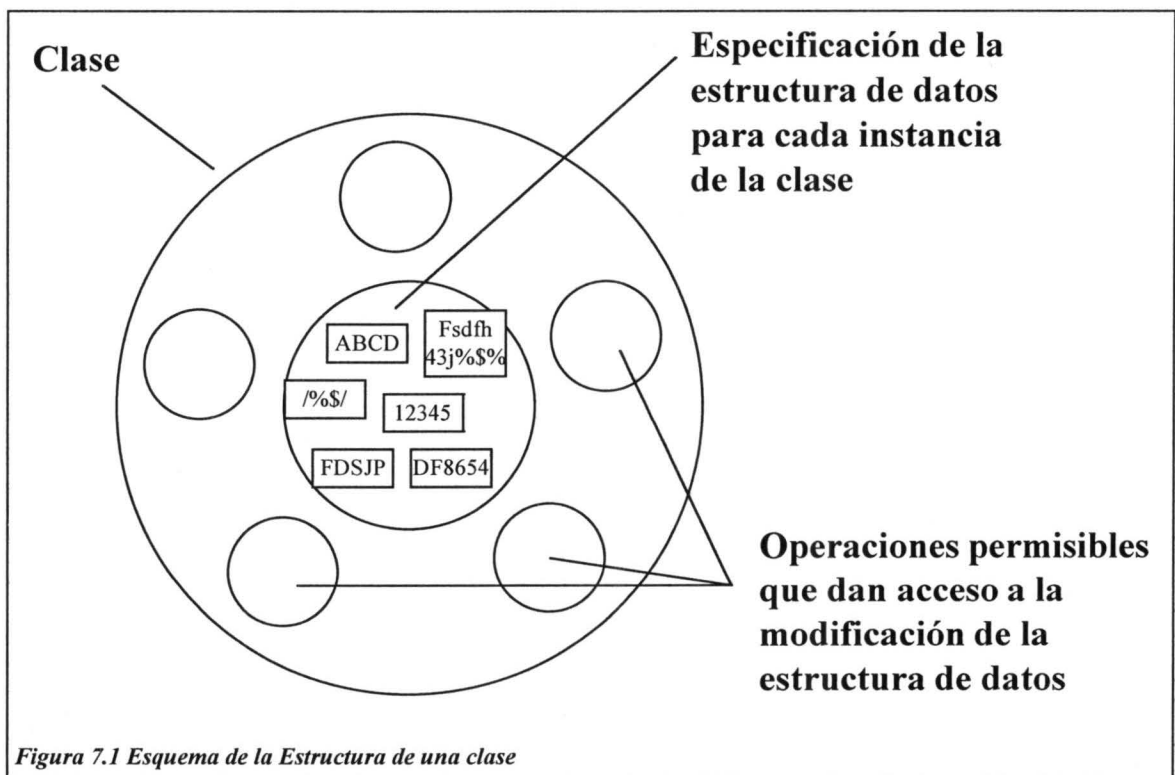 Clase
Especificación de la
estructura de datos
para cada instancia
de la clase
ABCD
Fsdfh
43j%$%
/%$/
12345
FDSJP
DF8654
Operaciones permisibles
que dan acceso a la
modificación de la
estructura de datos
Figura 7.1 Esquema de la Estructura de una clase